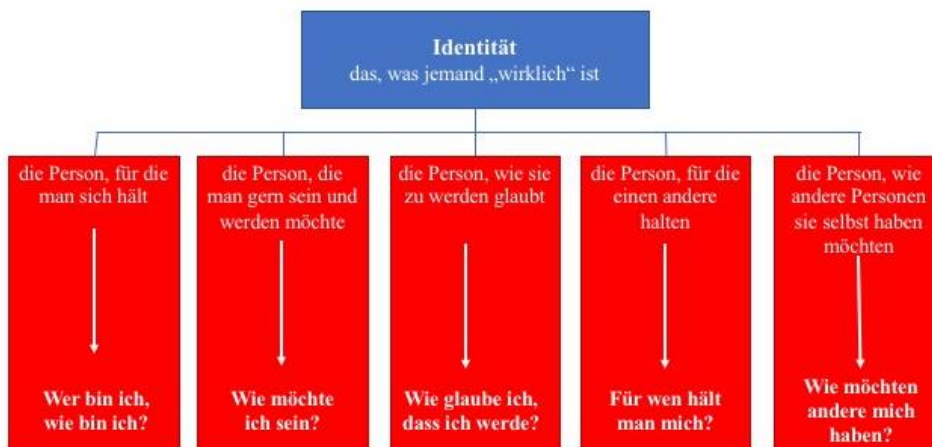 Identität
das, was jemand „wirklich“ ist
die Person, für die
man sich hält
Wer bin ich,
wie bin ich?
die Person, die
man gern sein und
werden möchte
Wie möchte
ich sein?
die Person, wie sie
zu werden glaubt
Wie glaube ich,
dass ich werde?
die Person, für die
einen andere
halten
Für wen hält
man mich?
die Person, wie
andere Personen
sie selbst haben
möchten
Wie möchten
andere mich
haben?